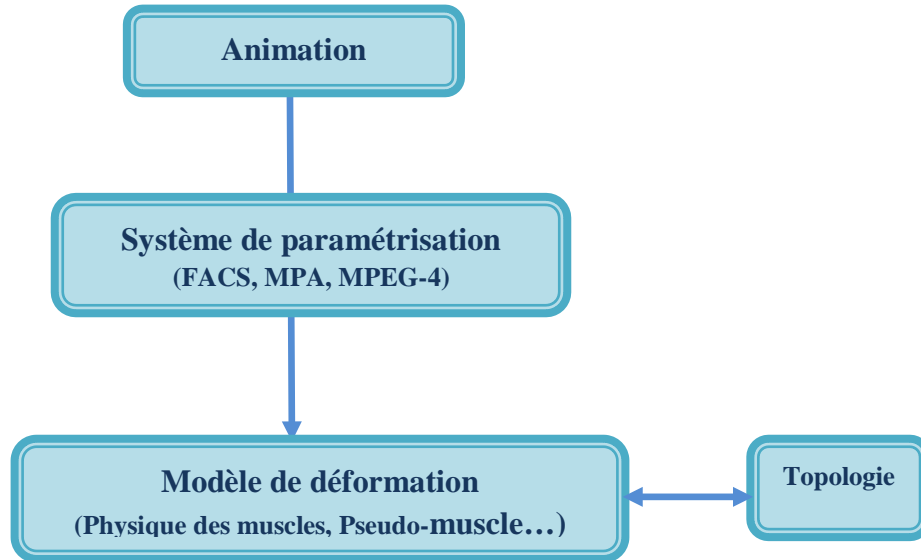 Animation
Système de paramétrisation
(FACS, MPA, MPEG-4)
Modèle de déformation
(Physique des muscles, Pseudo-muscle…)
Topologie